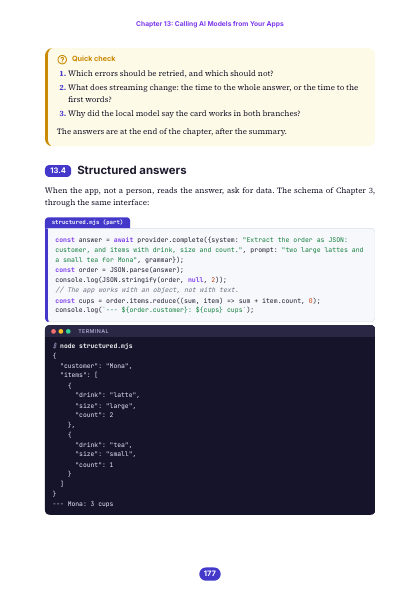 Chapter 13: Calling AI Models from Your Apps
Quick check
1. Which errors should be retried, and which should not?
2. What does streaming change: the time to the whole answer, or the time to the
first words?
3. Why did the local model say the card works in both branches?
The answers are at the end of the chapter, after the summary.
13.4 Structured answers
When the app, not a person, reads the answer, ask for data. The schema of Chapter 3,
through the same interface:
structured.mjs (part)
const answer = await provider.complete({system: "Extract the order as JSON:
customer, and items with drink, size and count.", prompt: "two large lattes and
a small tea for Mona", grammar});
const order = JSON.parse(answer);
console.log(JSON.stringify(order, null, 2));
// The app works with an object, not with text.
const cups = order.items.reduce((sum, item) => sum + item.count, 0);
console.log(`--- ${order.customer}: ${cups} cups`);
TERMINAL
$ node structured.mjs
{
  "customer": "Mona",
  "items": [
    {
      "drink": "latte",
      "size": "large",
      "count": 2
    },
    {
      "drink": "tea",
      "size": "small",
      "count": 1
    }
  ]
}
--- Mona: 3 cups
177